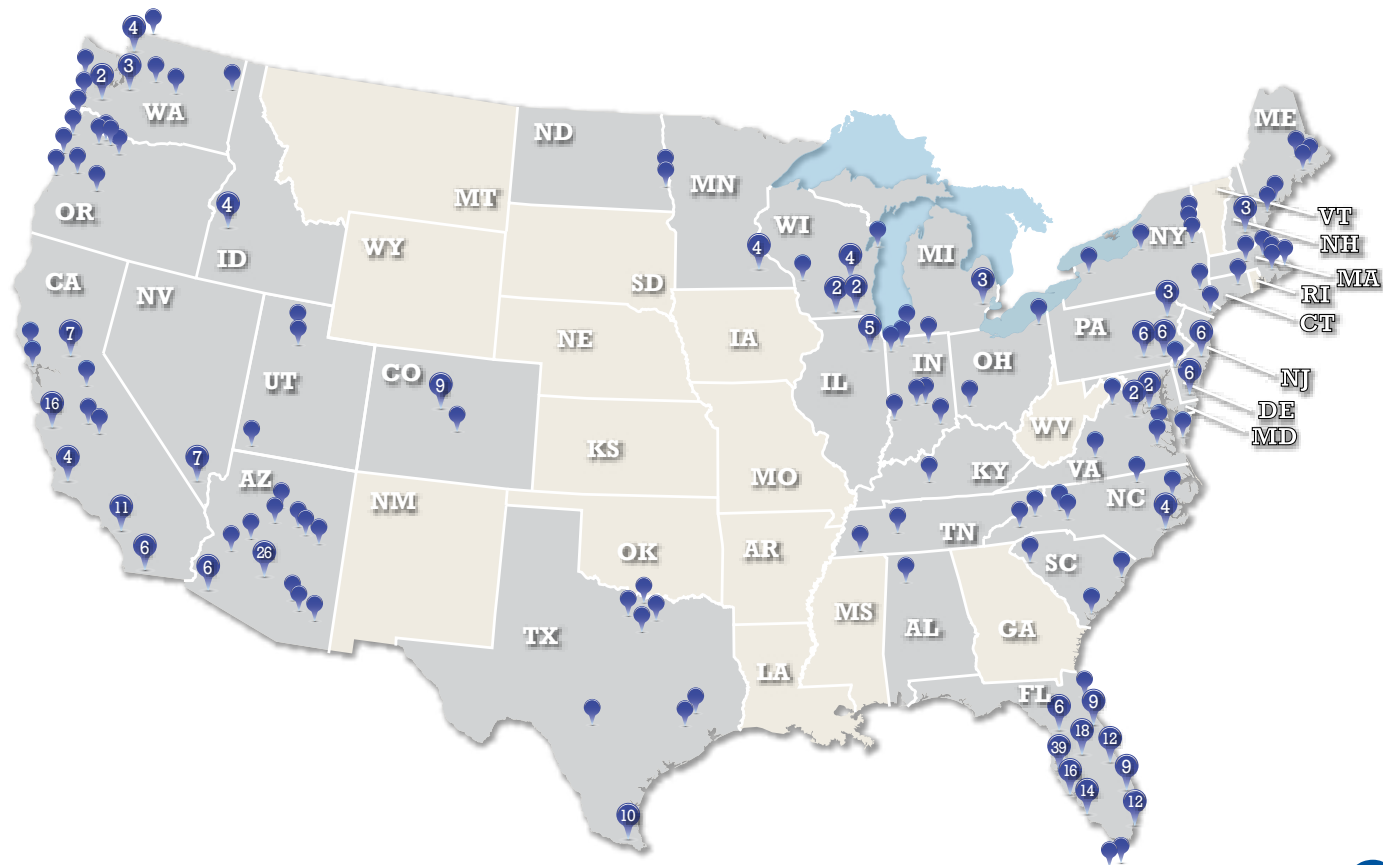 4
3
2
WA
ND
ME
MT
MN
4
OR
WI
3
VT
NY
NH
WY
4
4
MI
ID
MA
CA
NV
SD
2
2
3
3
RI
CT
7
NE
IA
5
PA
6
6
6
UT
CO
9
IL
IN
OH
6
NJ
16
2
2
DE
WV
MD
4
7
KS
AZ
MO
KY
VA
NM
NC
11
4
6
26
OK
AR
TN
6
SC
MS
AL
GA
TX
LA
FL
6
9
18
12
39
16
9
14
12
10